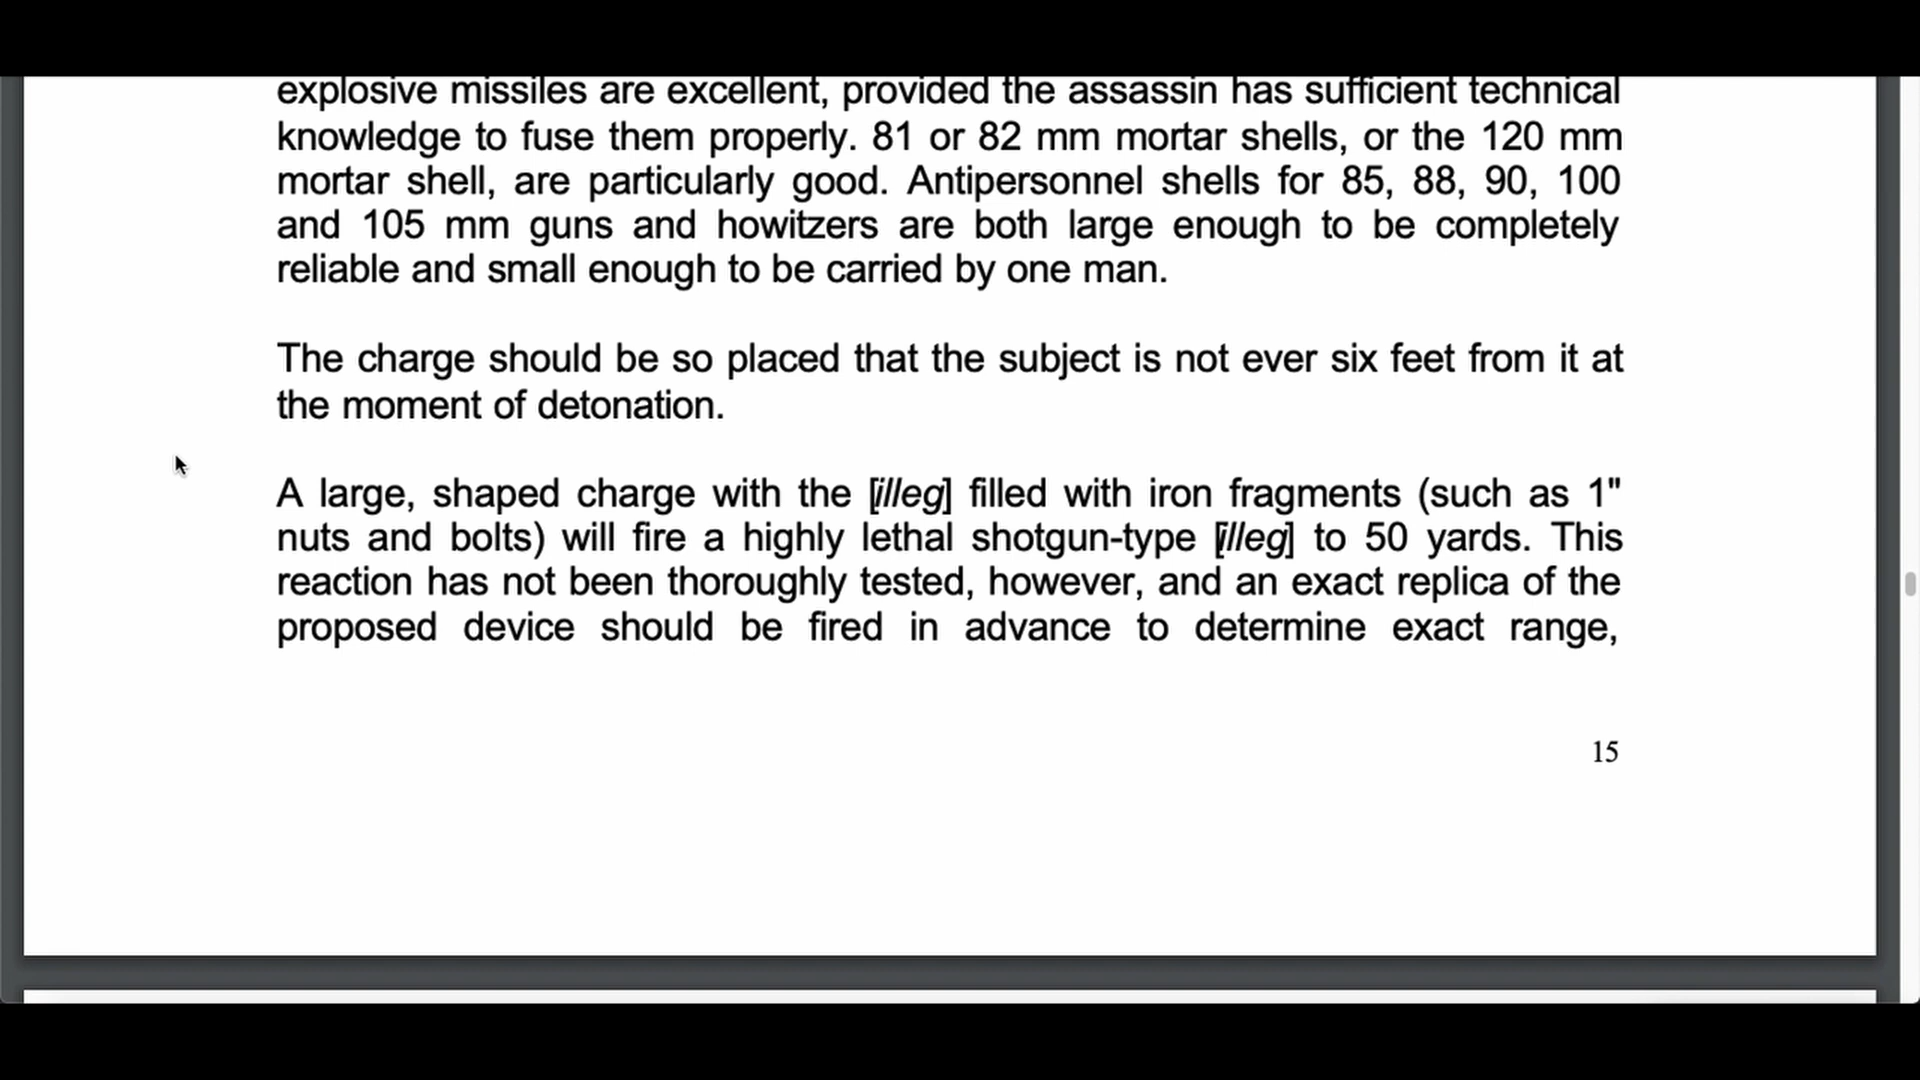 explosive missiles are excellent, provided the assassin has sufficient technical
knowledge to fuse them properly. 81 or 82 mm mortar shells, or the 120 mm
mortar shell, are particularly good. Antipersonnel shells for 85, 88, 90, 100
and 105 mm guns and howitzers are both large enough to be completely
reliable and small enough to be carried by one man.
The charge should be so placed that the subject is not ever six feet from it at
the moment of detonation.
A large, shaped charge with the [illeg] filled with iron fragments (such as 1"
nuts and bolts) will fire a highly lethal shotgun-type [illeg] to 50 yards. This
reaction has not been thoroughly tested, however, and an exact replica of the
proposed device should be fired in advance to determine exact range,
15